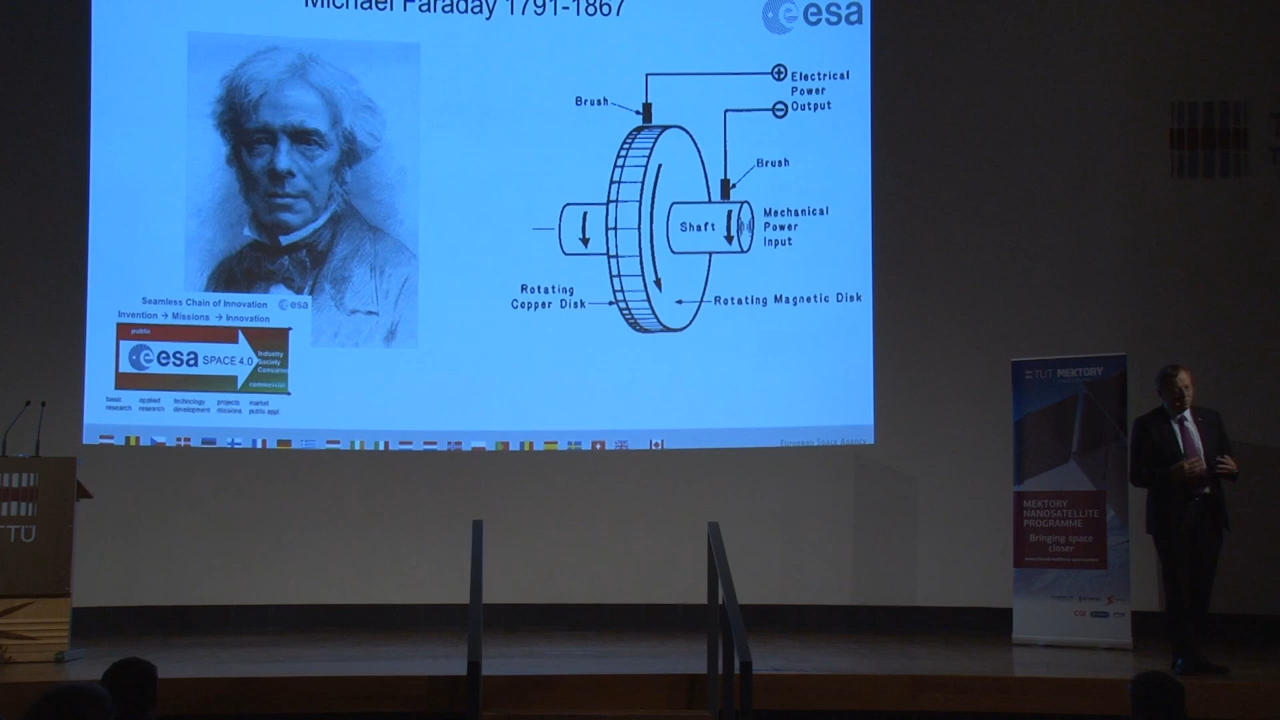 Michael Faraday 1791-1867
esa
Brush
Electrical
Power
Output
Brush
Shaft
Mechanical
Power
Input
Rotating
Copper Disk
Rotating Magnetic Disk
Seamless Chain of Innovation
esa
Invention → Missions → Innovation
public
esa SPACE 4.0
Industry
Society
commercial
basic
research
applied
research
technology
development
projects
missions
market
public appl.
European Space Agency
TTÜ
TUT MEKTORY
MEKTORY
NANOSATELLITE
PROGRAMME
Bringing space
closer
CGI